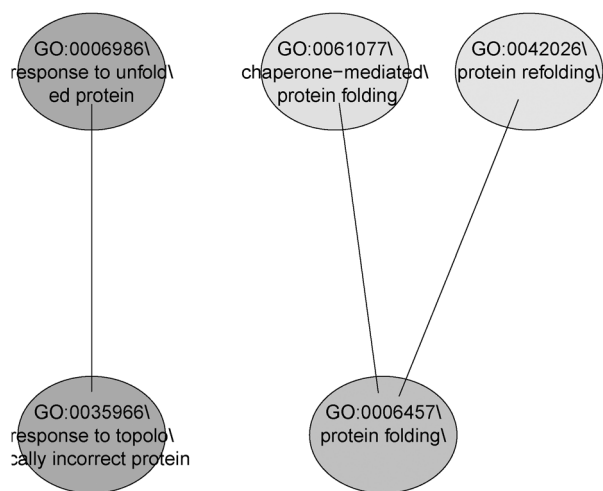 GO:0006986\
response to unfold\
ed protein
GO:0061077\
chaperone−mediated\
protein folding
GO:0042026\
protein refolding\
GO:0035966\
response to topolo\
cally incorrect protein
GO:0006457\
protein folding\